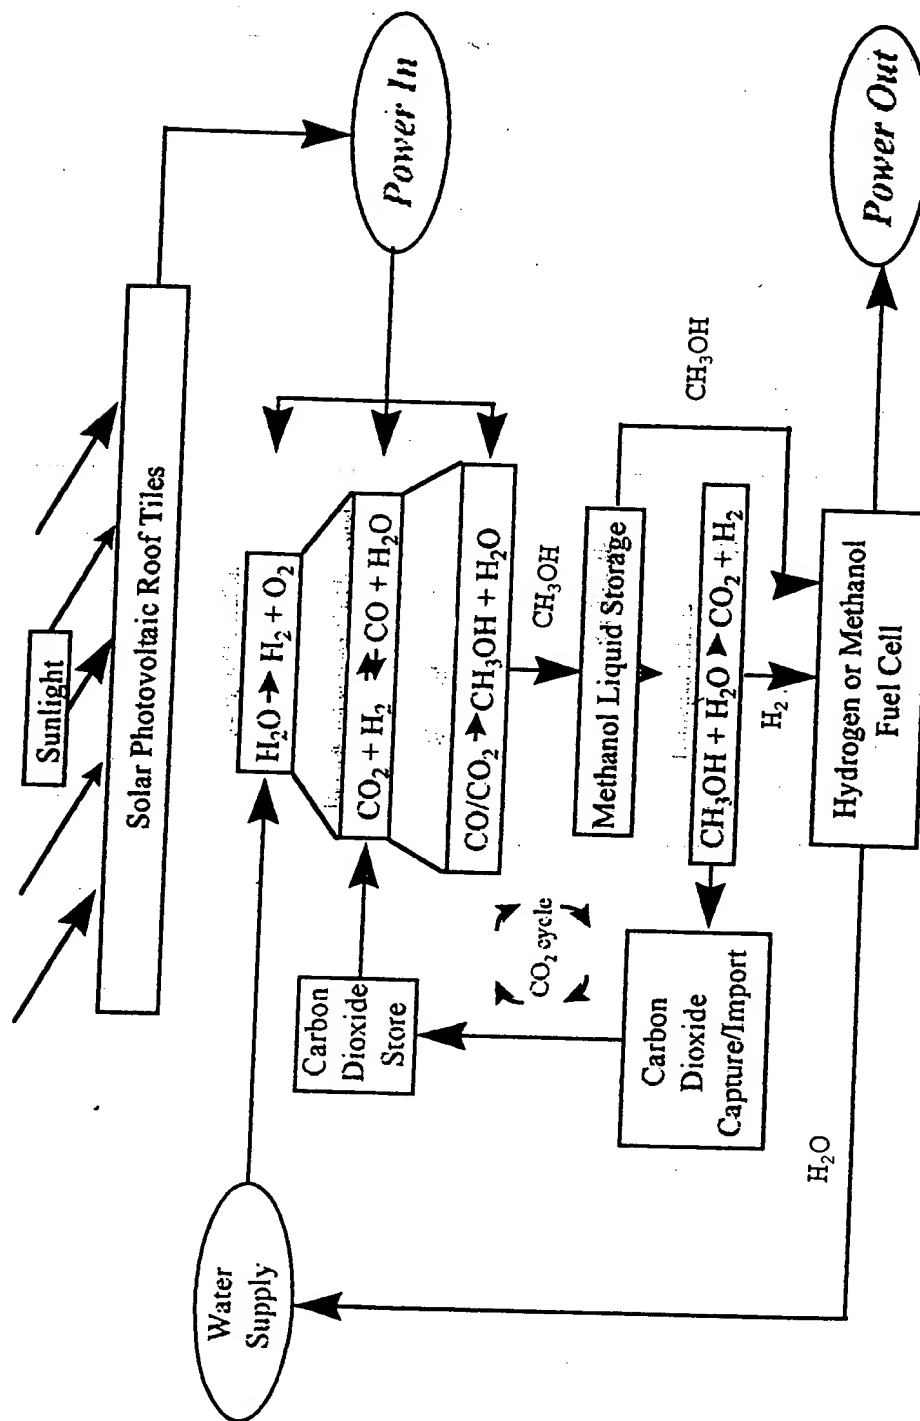 Sunlight
Solar Photovoltaic Roof Tiles
Power In
Water
Supply
H₂O → H₂ + O₂
Carbon
Dioxide
Store
CO₂ + H₂ ⇄ CO + H₂O
CO/CO₂ → CH₃OH + H₂O
CO₂ cycle
CH₃OH
Methanol Liquid Storage
CH₃OH
Carbon
Dioxide
Capture/Import
CH₃OH + H₂O → CO₂ + H₂
H₂
H₂O
Hydrogen or Methanol
Fuel Cell
Power Out